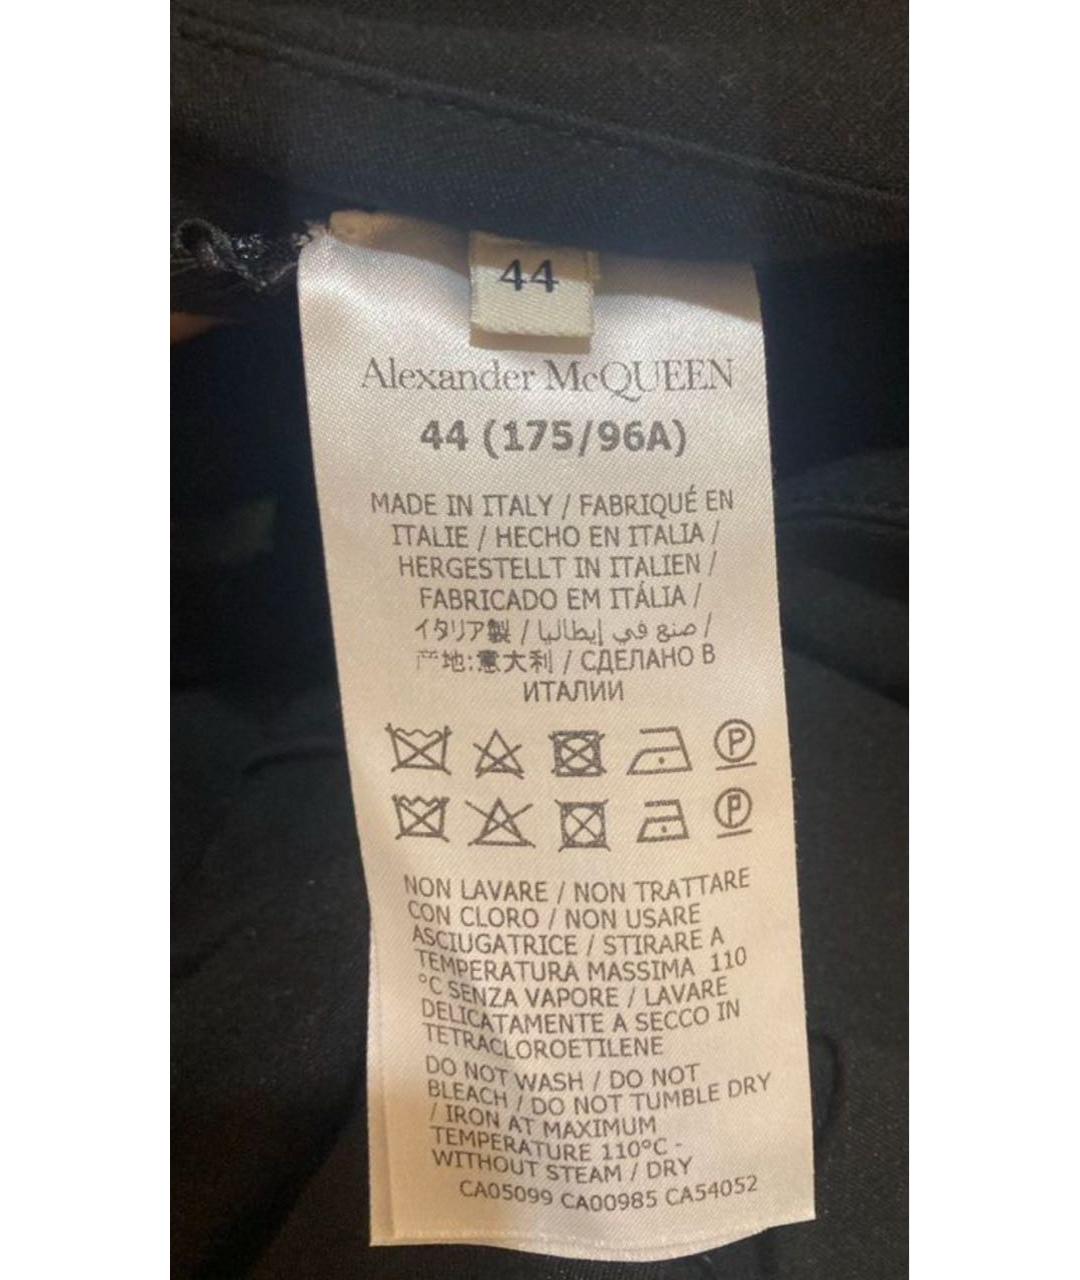 44
Alexander McQUEEN
44 (175/96A)
MADE IN ITALY / FABRIQUÉ EN
ITALIE / HECHO EN ITALIA /
HERGESTELLT IN ITALIEN /
FABRICADO EM ITÁLIA /
イタリア製 / صنع في إيطاليا /
产地:意大利 / СДЕЛАНО В
ИТАЛИИ
P
P
NON LAVARE / NON TRATTARE
CON CLORO / NON USARE
ASCIUGATRICE / STIRARE A
TEMPERATURA MASSIMA 110
°C SENZA VAPORE / LAVARE
DELICATAMENTE A SECCO IN
TETRACLOROETILENE
DO NOT WASH / DO NOT
BLEACH / DO NOT TUMBLE DRY
/ IRON AT MAXIMUM
TEMPERATURE 110°C -
WITHOUT STEAM / DRY
CA05099 CA00985 CA54052